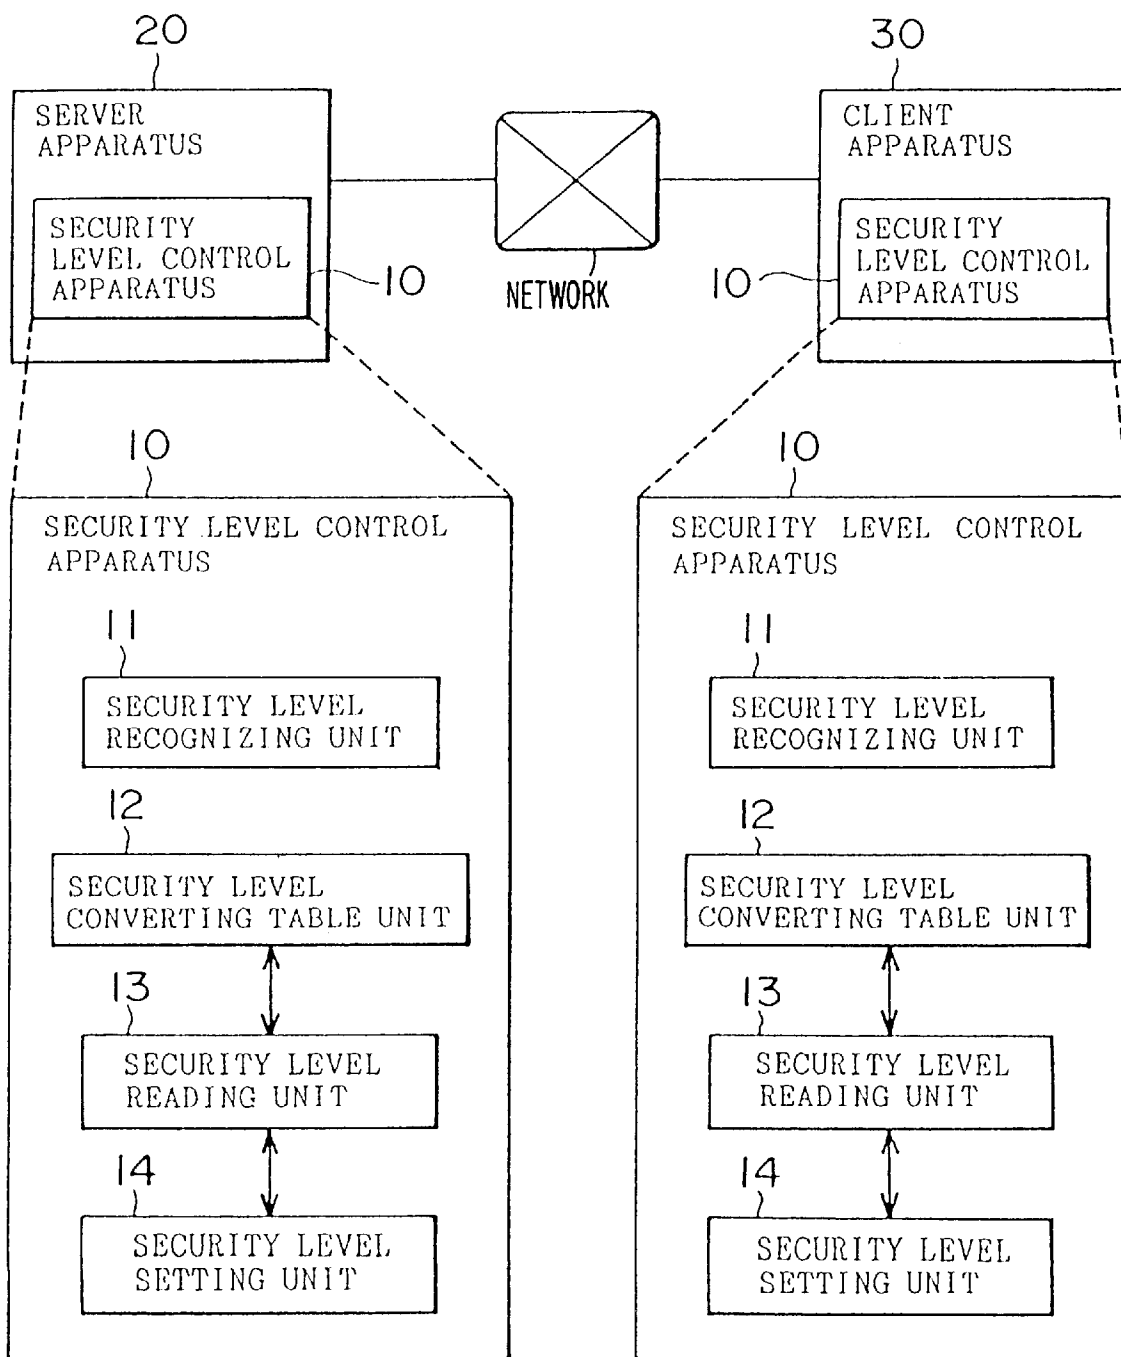 20
SERVER
APPARATUS
SECURITY
LEVEL CONTROL
APPARATUS
10
NETWORK
30
CLIENT
APPARATUS
SECURITY
LEVEL CONTROL
APPARATUS
10
10
SECURITY LEVEL CONTROL
APPARATUS
11
SECURITY LEVEL
RECOGNIZING UNIT
12
SECURITY LEVEL
CONVERTING TABLE UNIT
13
SECURITY LEVEL
READING UNIT
14
SECURITY LEVEL
SETTING UNIT
10
SECURITY LEVEL CONTROL
APPARATUS
11
SECURITY LEVEL
RECOGNIZING UNIT
12
SECURITY LEVEL
CONVERTING TABLE UNIT
13
SECURITY LEVEL
READING UNIT
14
SECURITY LEVEL
SETTING UNIT